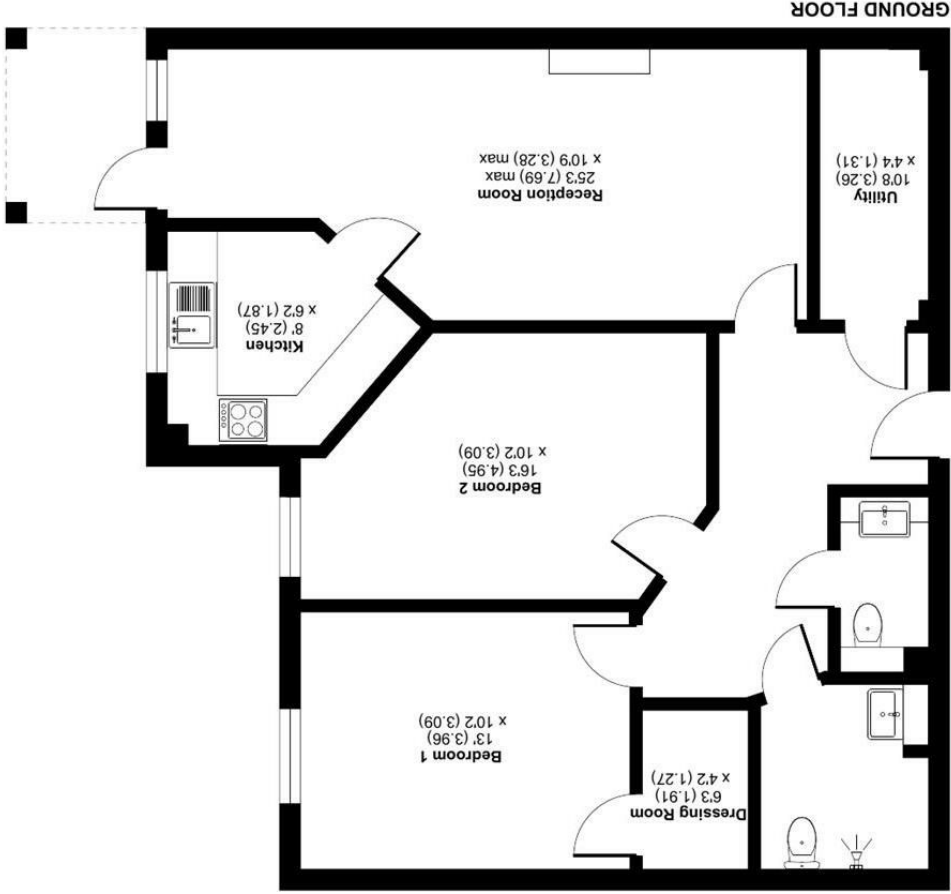 Dressing Room
6'3 (1.91)
x 4'2 (1.27)
Bedroom 1
13' (3.96)
x 10'2 (3.09)
Bedroom 2
16'3 (4.95)
x 10'2 (3.09)
Kitchen
8' (2.45)
x 6'2 (1.87)
Utility
10'8 (3.26)
x 4'4 (1.31)
Reception Room
25'3 (7.69) max
x 10'9 (3.28) max
GROUND FLOOR